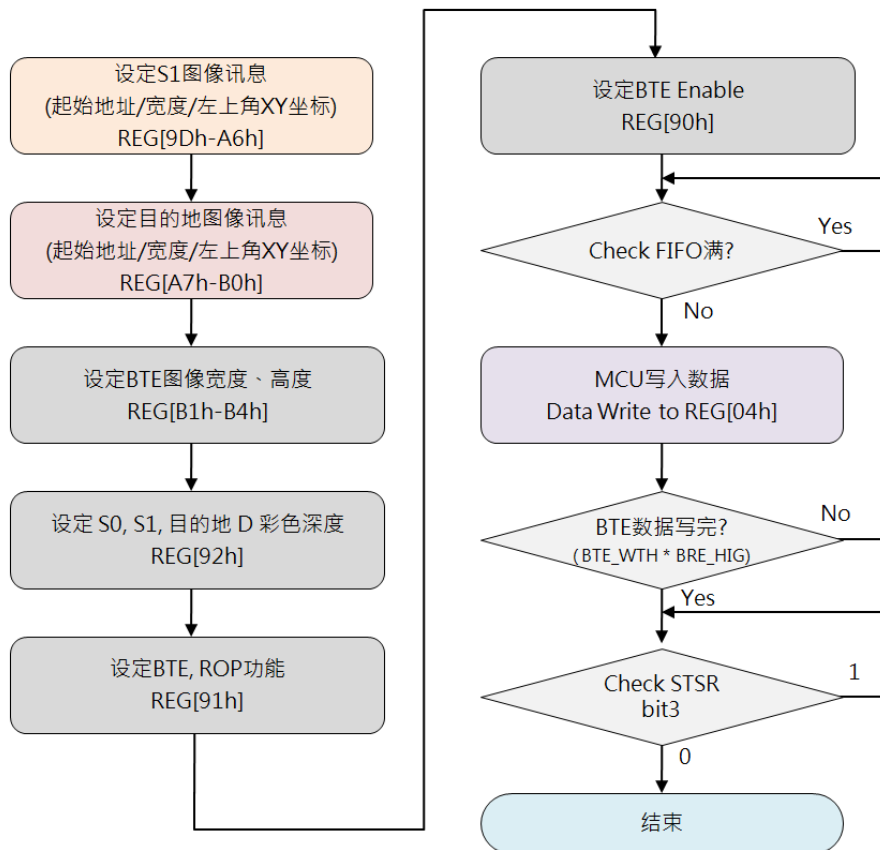 设定S1图像讯息
(起始地址/宽度/左上角XY坐标)
REG[9Dh-A6h]
设定目的地图像讯息
(起始地址/宽度/左上角XY坐标)
REG[A7h-B0h]
设定BTE图像宽度、高度
REG[B1h-B4h]
设定 S0, S1, 目的地 D 彩色深度
REG[92h]
设定BTE, ROP功能
REG[91h]
设定BTE Enable
REG[90h]
Check FIFO满?
Yes
No
MCU写入数据
Data Write to REG[04h]
BTE数据写完?
( BTE_WTH * BRE_HIG)
No
Yes
Check STSR
bit3
1
0
结束